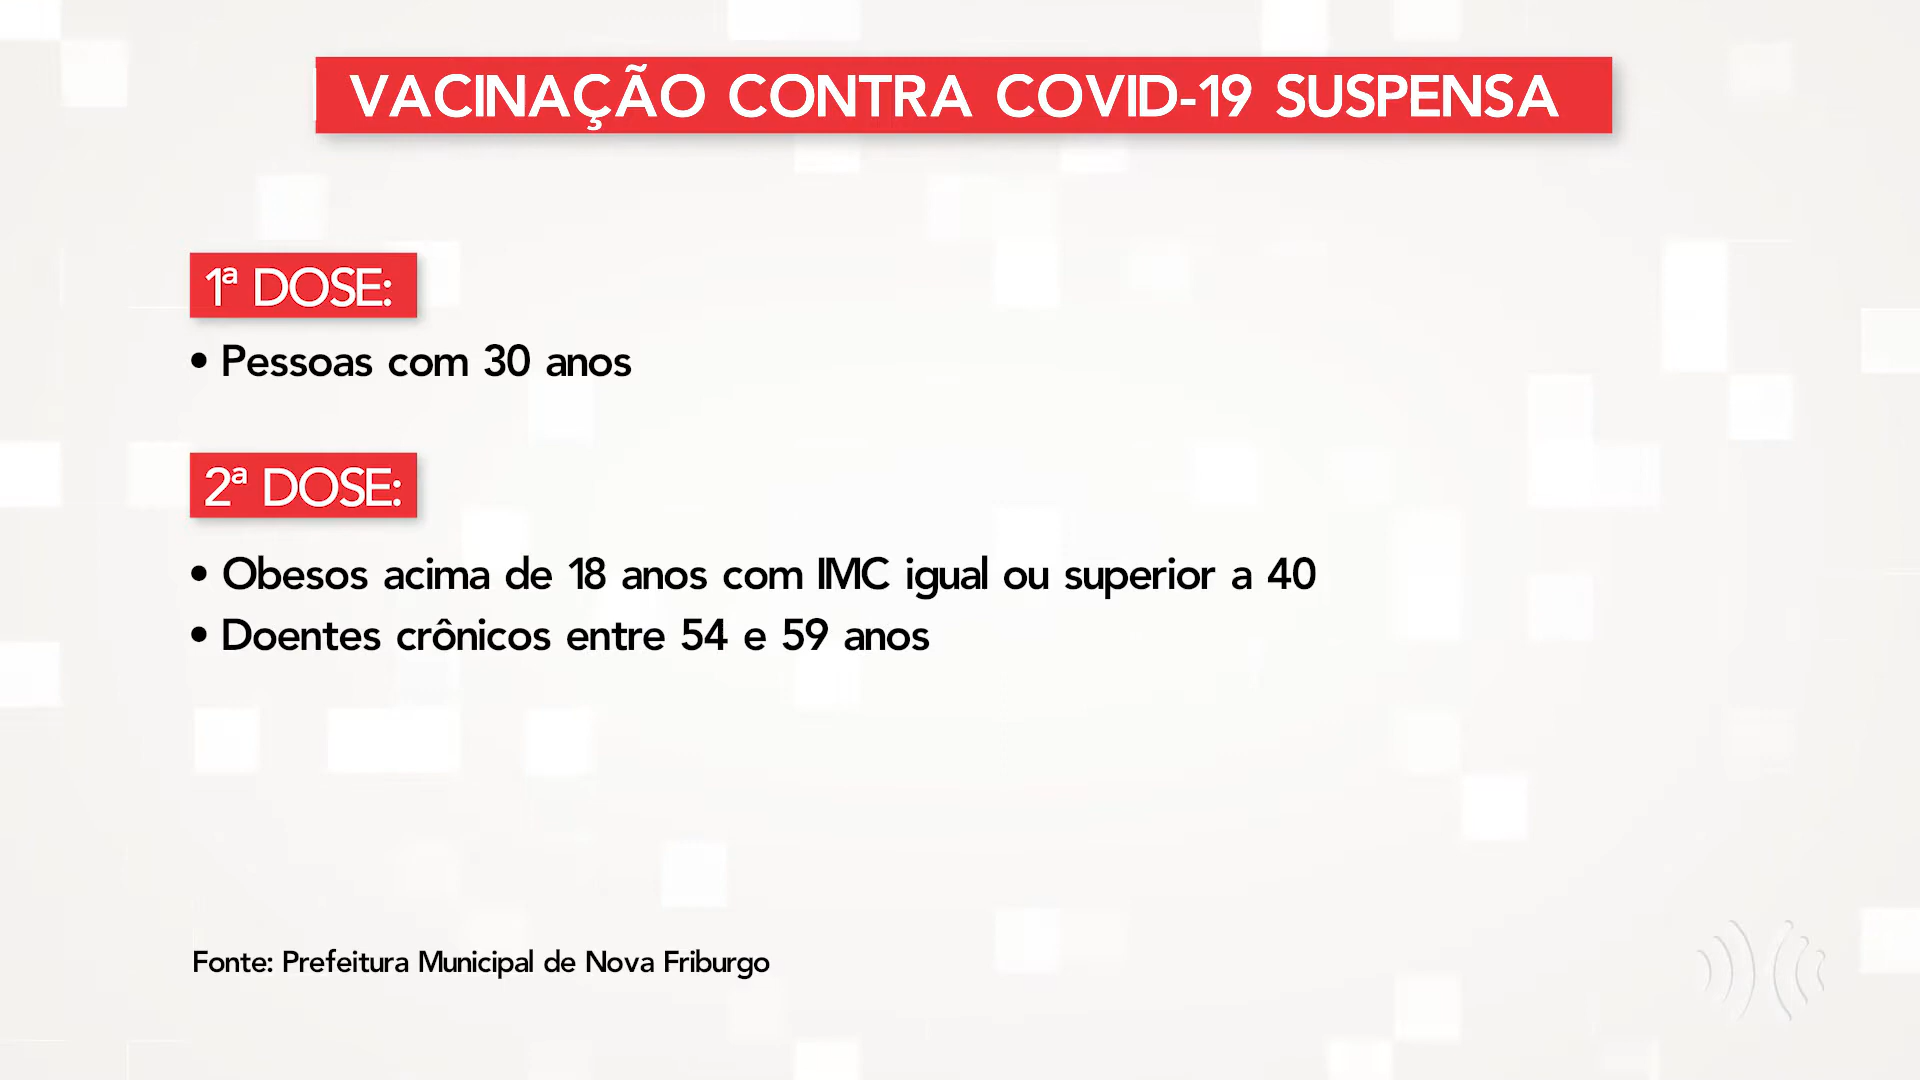 VACINAÇÃO CONTRA COVID-19 SUSPENSA
1ª DOSE:
• Pessoas com 30 anos
2ª DOSE:
• Obesos acima de 18 anos com IMC igual ou superior a 40
• Doentes crônicos entre 54 e 59 anos
Fonte: Prefeitura Municipal de Nova Friburgo